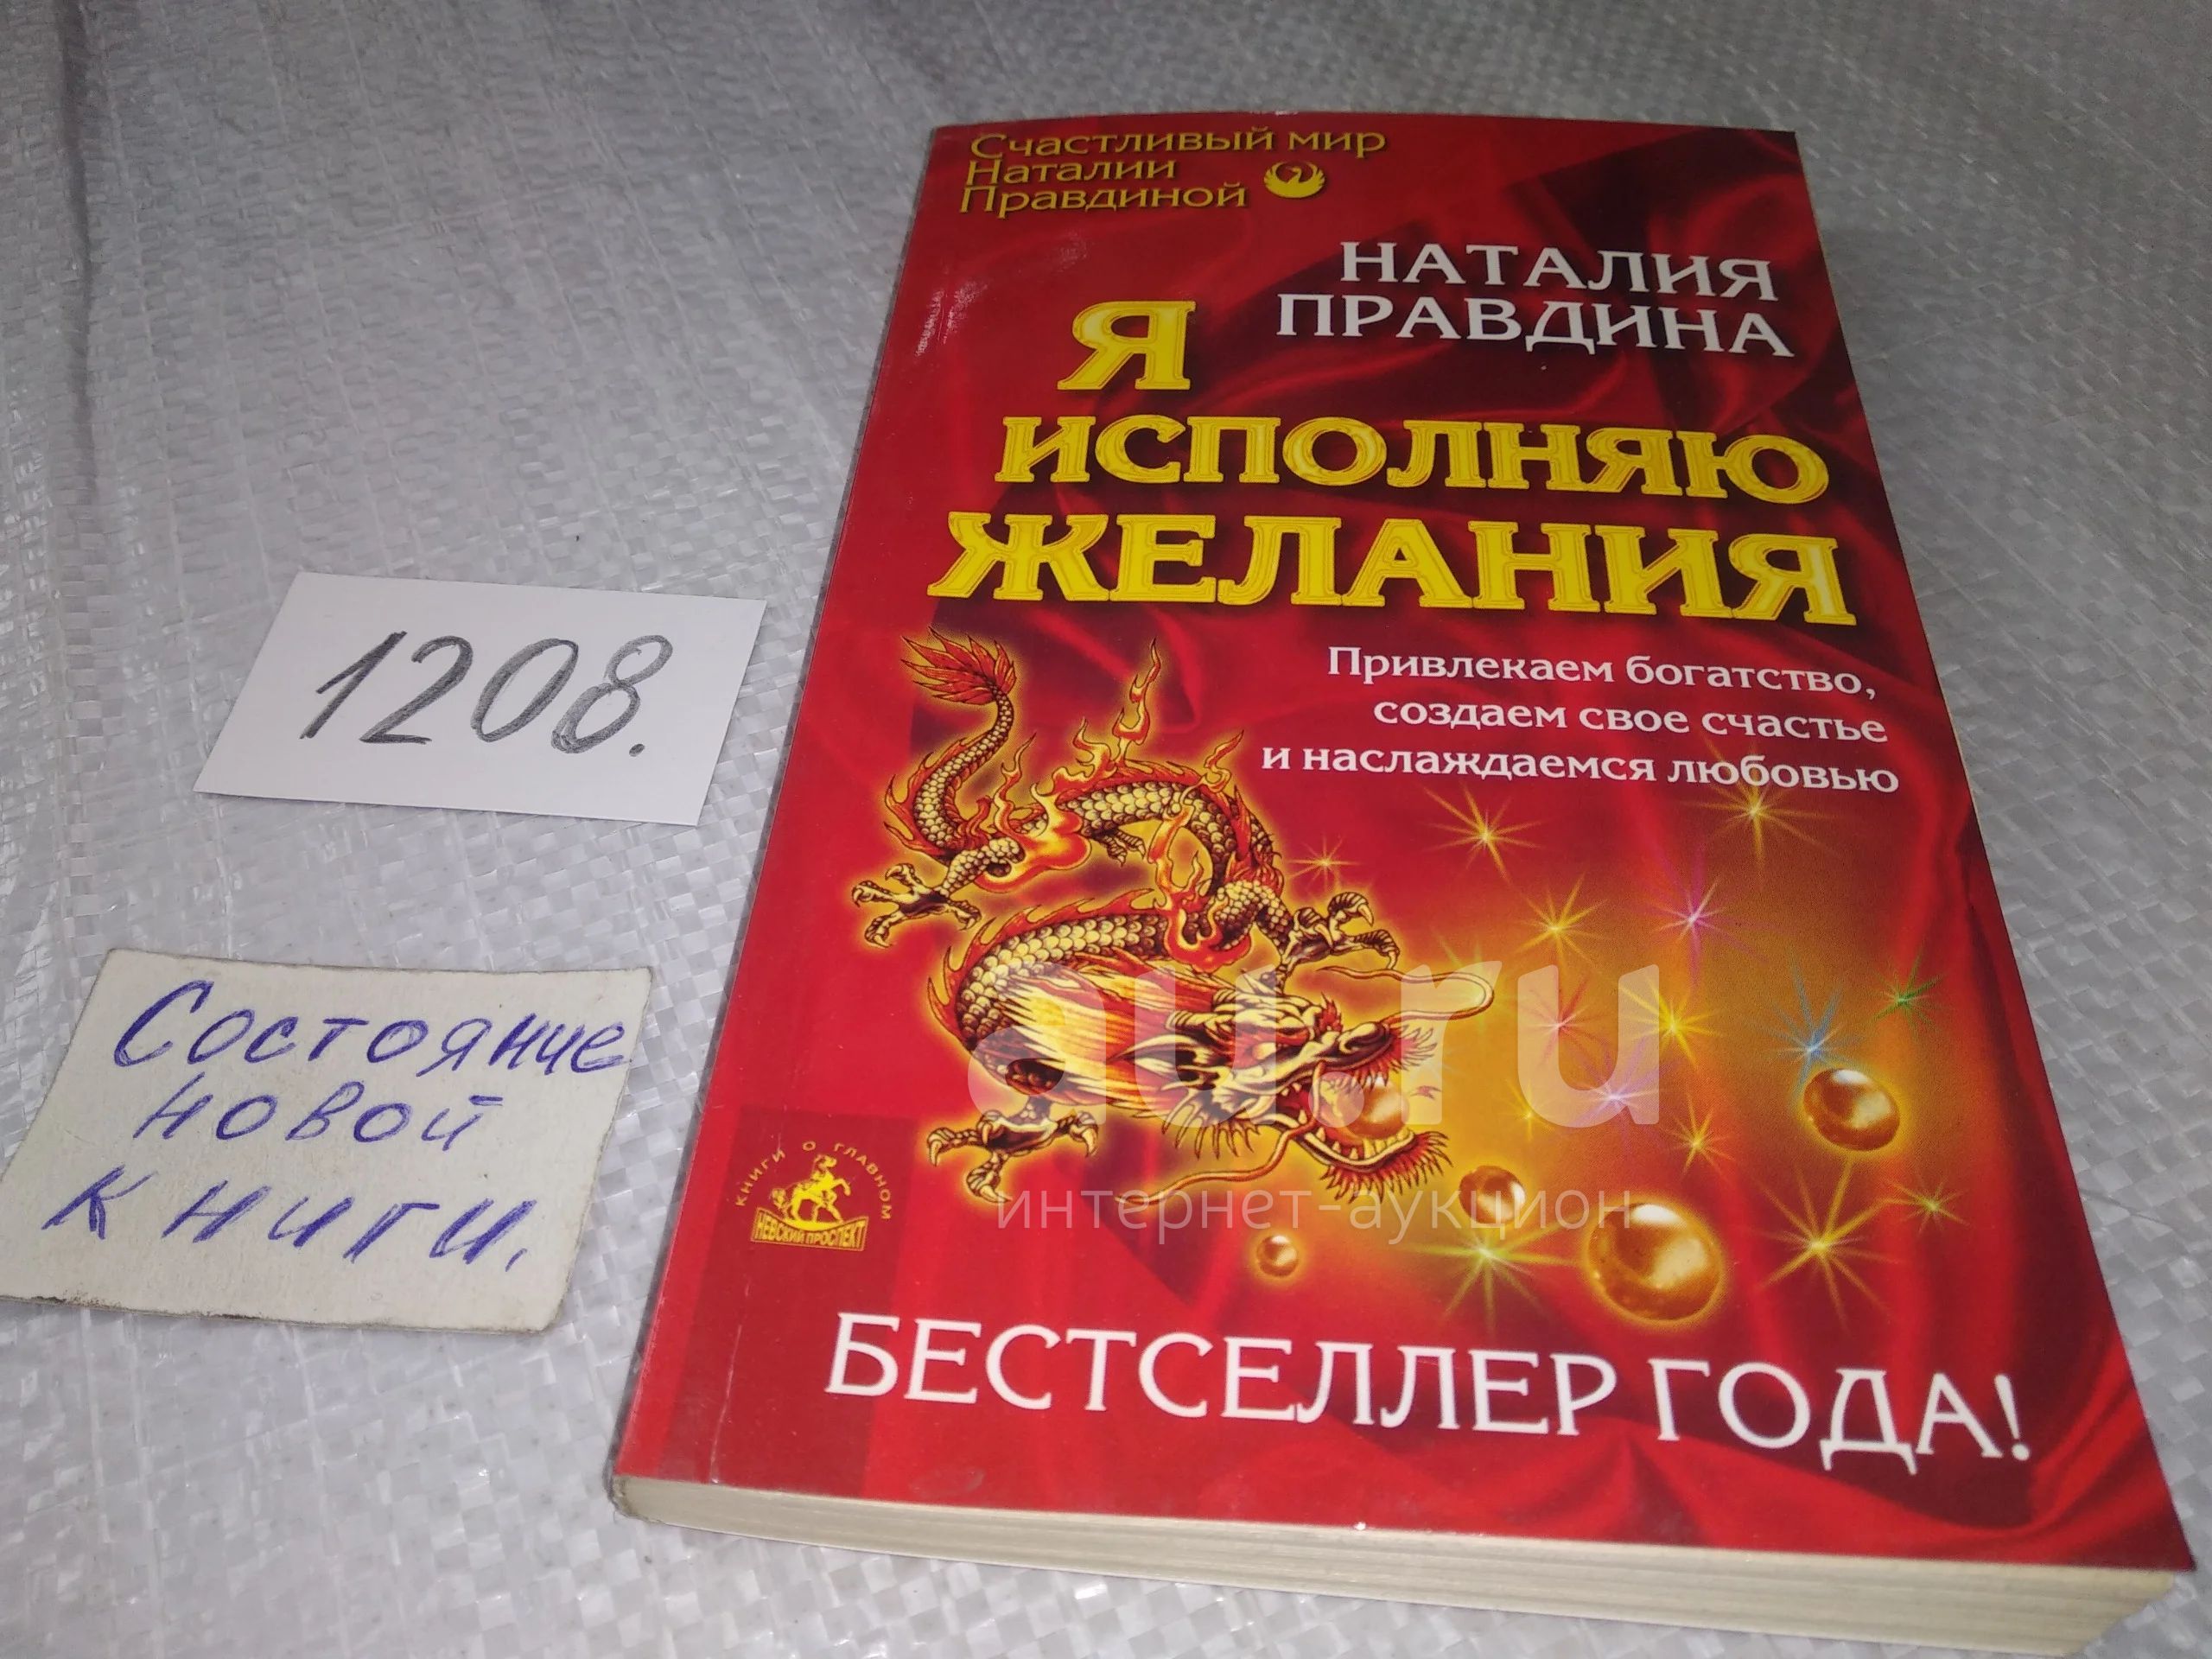 Счастливый мир
Наталии
Правдиной
НАТАЛИЯ
ПРАВДИНА
Я
ИСПОЛНЯЮ
ЖЕЛАНИЯ
Привлекаем богатство,
создаем свое счастье
и наслаждаемся любовью
1208.
Состояние
новой
книги.
au.ru
интернет-аукцион
КНИГИ О ГЛАВНОМ
НЕВСКИЙ ПРОСПЕКТ
БЕСТСЕЛЛЕР ГОДА!